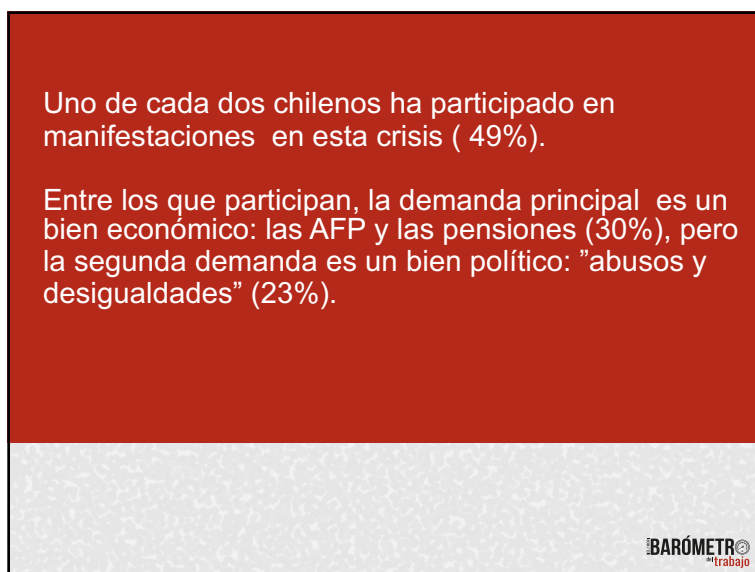 Uno de cada dos chilenos ha participado en
manifestaciones en esta crisis ( 49%).
Entre los que participan, la demanda principal es un
bien económico: las AFP y las pensiones (30%), pero
la segunda demanda es un bien político: ”abusos y
desigualdades” (23%).
BARÓMETRO
del trabajo